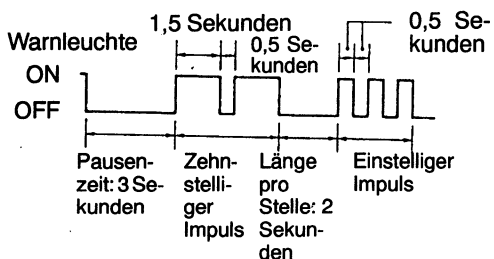 1,5 Sekunden
0,5 Se-
kunden
0,5 Se-
kunden
Warnleuchte
ON
OFF
Pausen-
zeit: 3 Se-
kunden
Zehn-
stelli-
ger
Impuls
Länge
pro
Stelle: 2
Sekun-
den
Einstelliger
Impuls